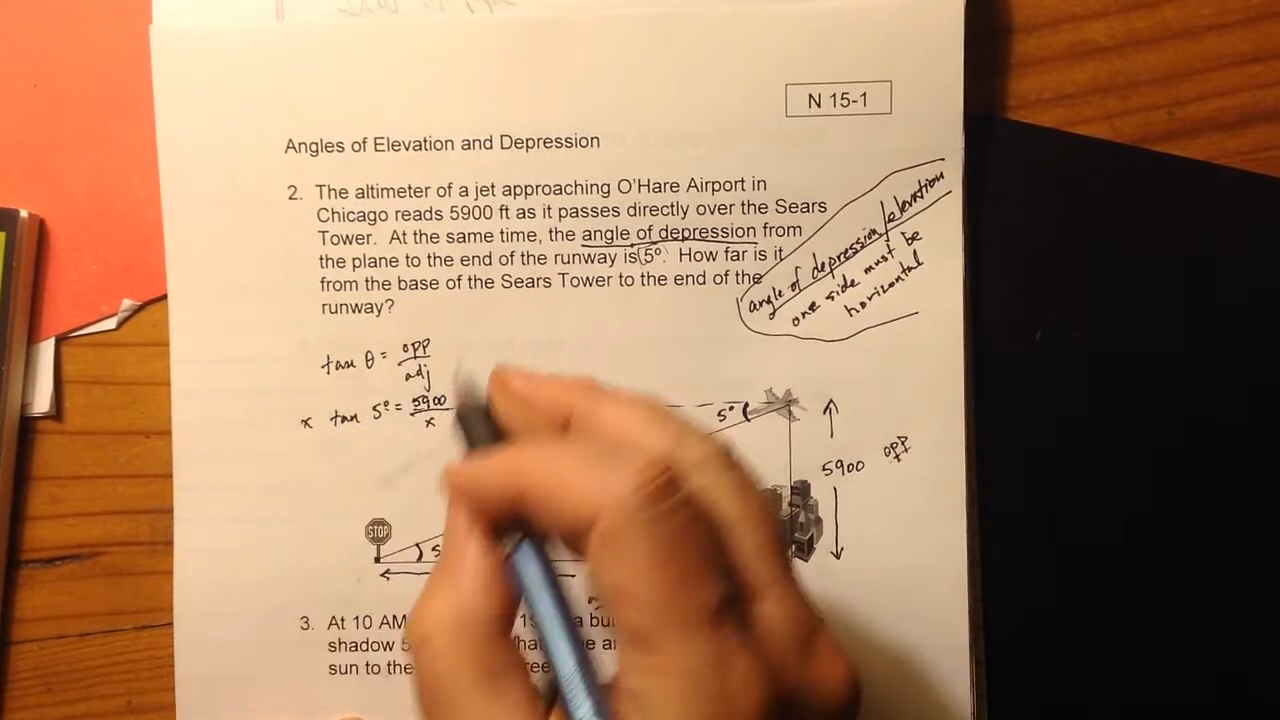 N 15-1
Angles of Elevation and Depression
2. The altimeter of a jet approaching O'Hare Airport in
Chicago reads 5900 ft as it passes directly over the Sears
Tower. At the same time, the angle of depression from
the plane to the end of the runway is 5º. How far is it
from the base of the Sears Tower to the end of the
runway?
angle of depression/elevation
one side must be
horizontal
tan θ = opp
adj
x tan 5º = 5900
x
5º
5900 opp
STOP
5
3. At 10 AM
a bui
shadow 5
sun to the